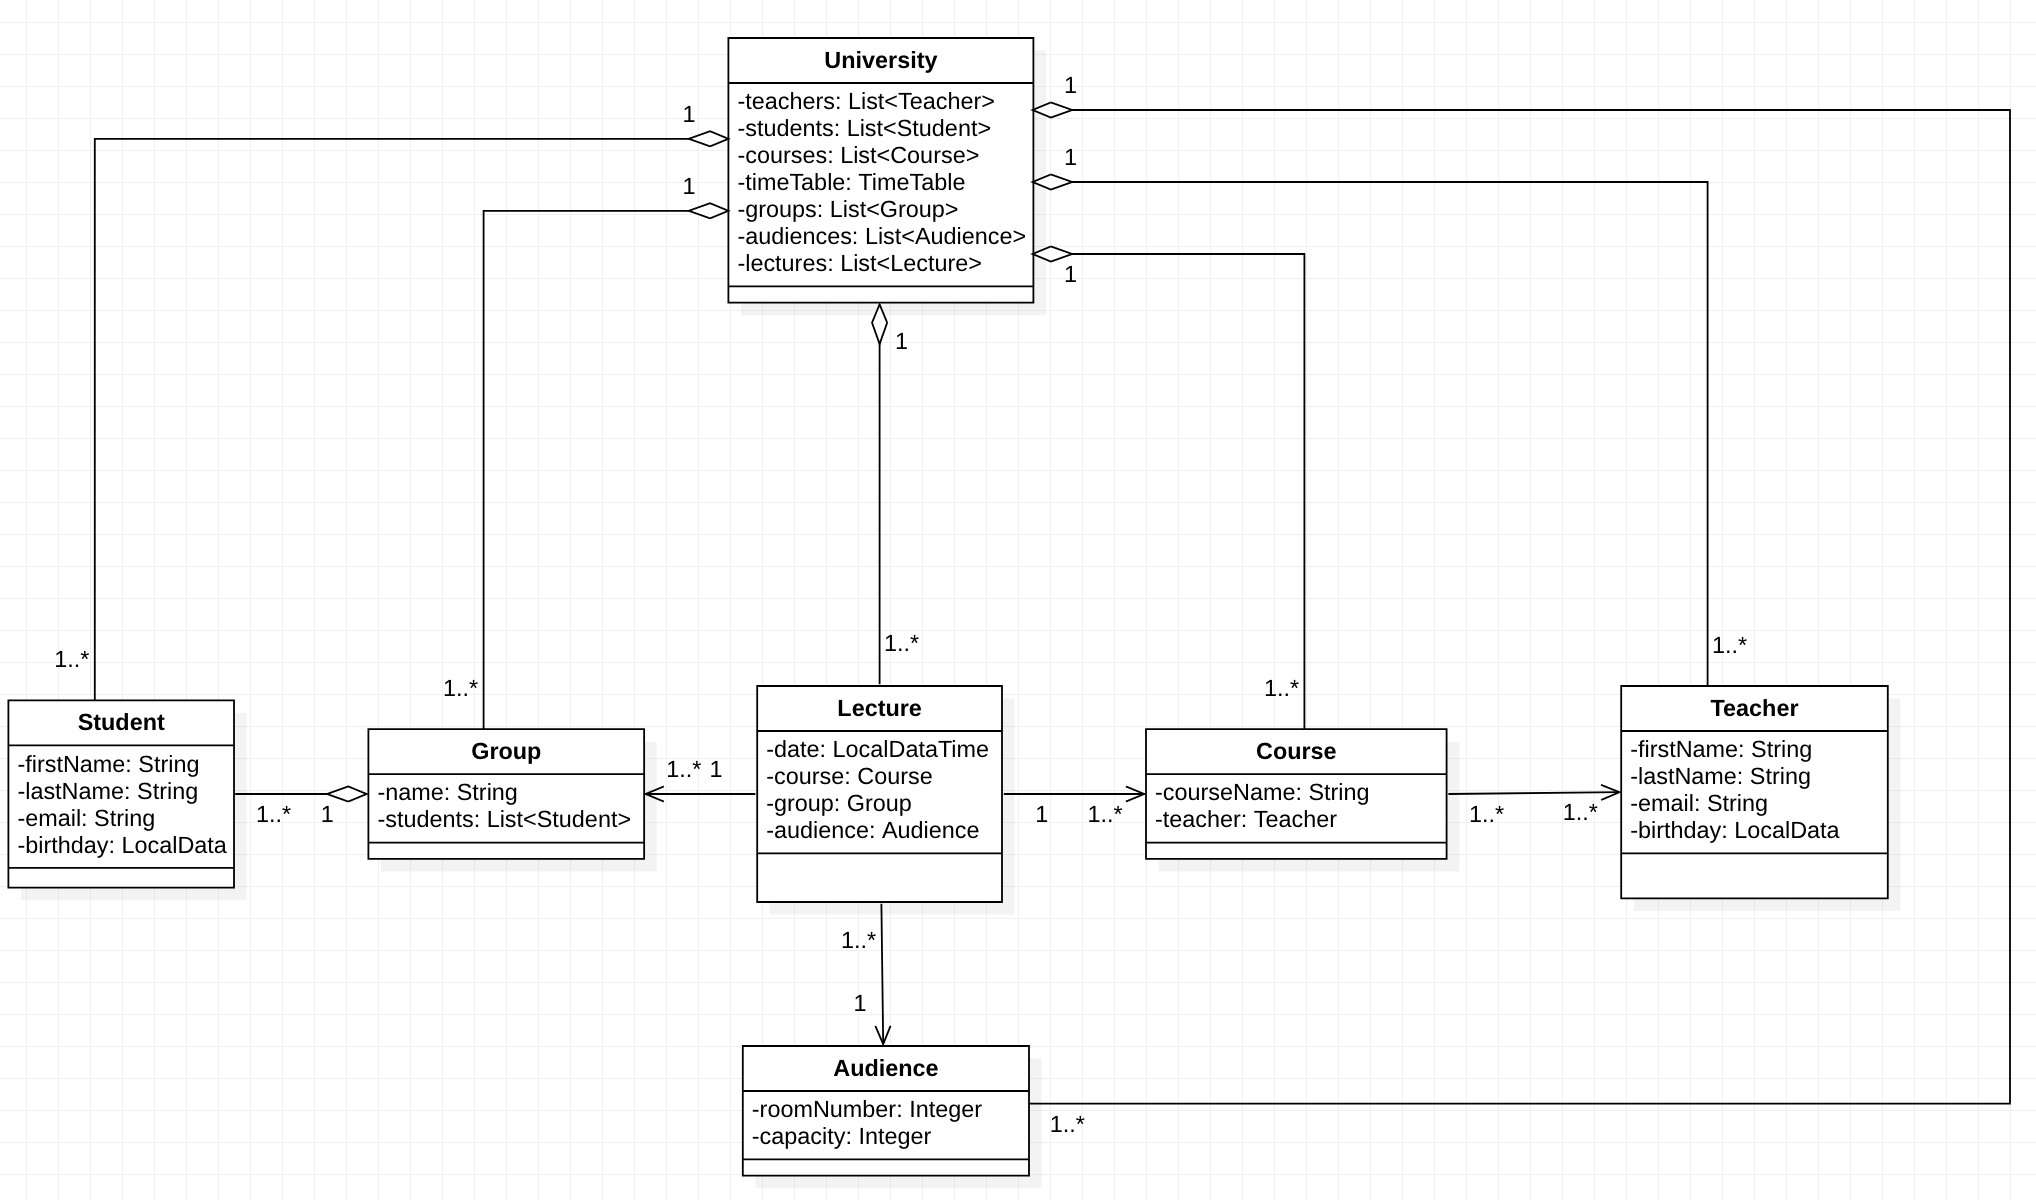 University
-teachers: List<Teacher>
-students: List<Student>
-courses: List<Course>
-timeTable: TimeTable
-groups: List<Group>
-audiences: List<Audience>
-lectures: List<Lecture>
1
1
1
1
1
1
1..*
1..*
1..*
1..*
1..*
Student
-firstName: String
-lastName: String
-email: String
-birthday: LocalData
1..*
1
Group
-name: String
-students: List<Student>
1..*
1
Lecture
-date: LocalDataTime
-course: Course
-group: Group
-audience: Audience
1
1..*
Course
-courseName: String
-teacher: Teacher
1..*
1..*
Teacher
-firstName: String
-lastName: String
-email: String
-birthday: LocalData
1..*
1
Audience
-roomNumber: Integer
-capacity: Integer
1..*